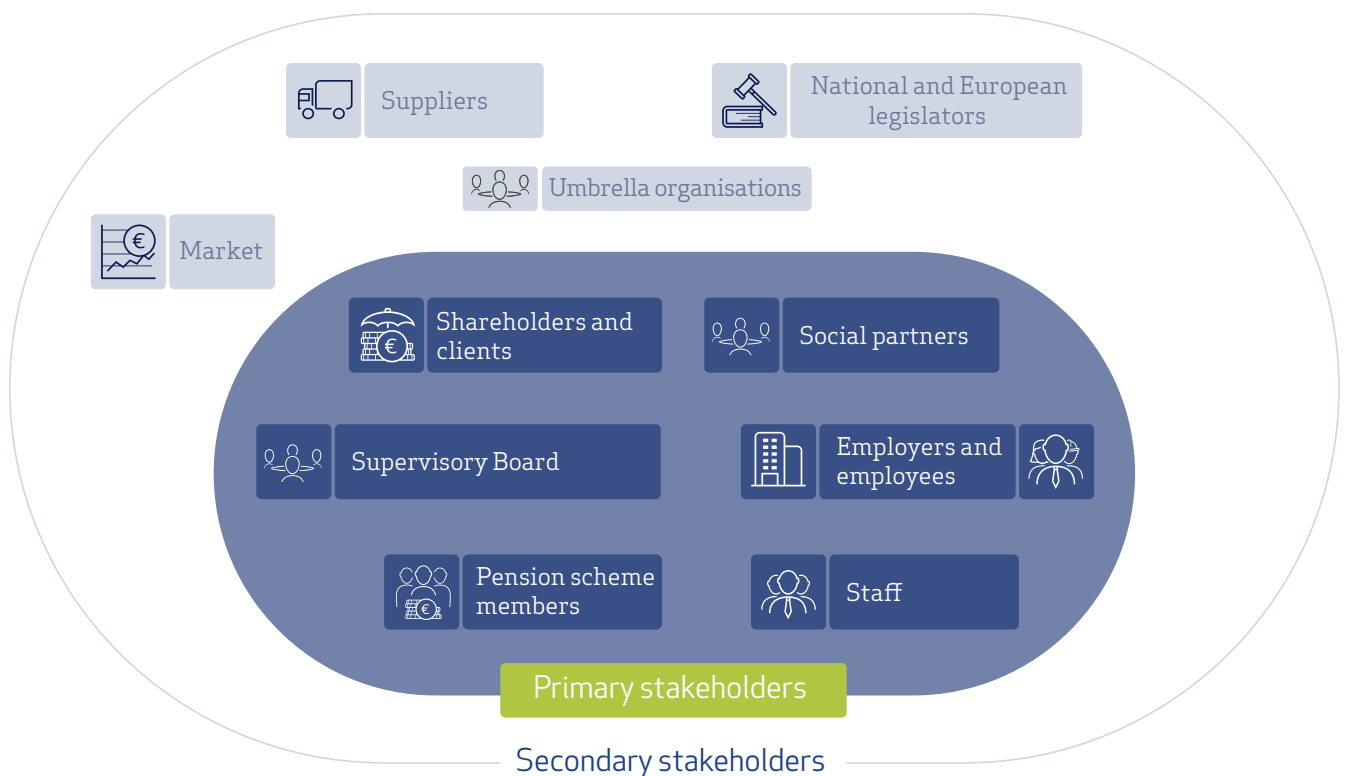 Suppliers
National and European
legislators
Umbrella organisations
Market
Shareholders and
clients
Social partners
Supervisory Board
Employers and
employees
Pension scheme
members
Staff
Primary stakeholders
Secondary stakeholders